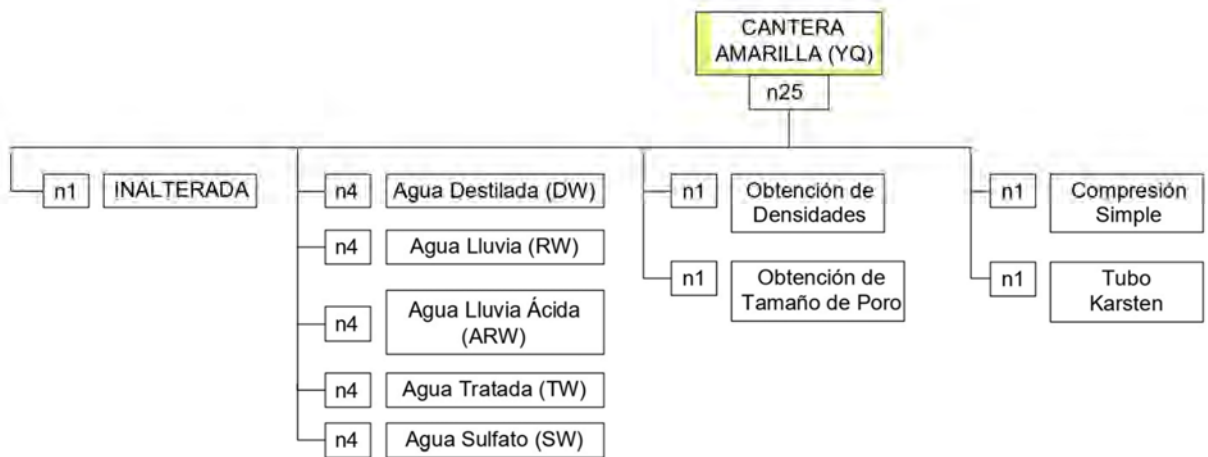 CANTERA
AMARILLA (YQ)
n25
n1
INALTERADA
n4
Agua Destilada (DW)
n4
Agua Lluvia (RW)
n4
Agua Lluvia Ácida
(ARW)
n4
Agua Tratada (TW)
n4
Agua Sulfato (SW)
n1
Obtención de
Densidades
n1
Obtención de
Tamaño de Poro
n1
Compresión
Simple
n1
Tubo
Karsten